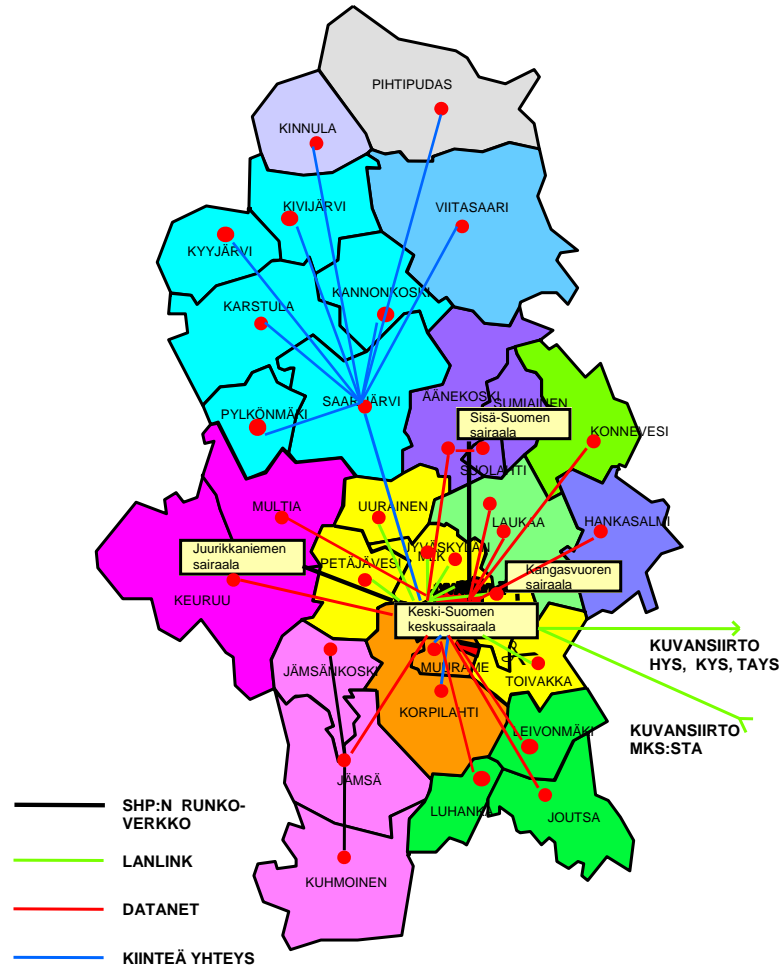 PIHTIPUDAS
KINNULA
KIVIJÄRVI
VIITASAARI
KYYJÄRVI
KANNONKOSKI
KARSTULA
ÄÄNEKOSKI
SUMIAINEN
SAARIJÄRVI
PYLKÖNMÄKI
Sisä-Suomen
sairaala
KONNEVESI
SUOLAHTI
MULTIA
UURAINEN
LAUKAA
HANKASALMI
Juurikkaniemen
sairaala
JYVÄSKYLÄN
MLK
PETÄJÄVESI
Kangasvuoren
sairaala
KEURUU
Keski-Suomen
keskussairaala
KUVANSIIRTO
HYS, KYS, TAYS
JÄMSÄNKOSKI
MUURAME
TOIVAKKA
KORPILAHTI
LEIVONMÄKI
KUVANSIIRTO
MKS:STA
JÄMSÄ
LUHANKA
JOUTSA
KUHMOINEN
SHP:N RUNKO-
VERKKO
LANLINK
DATANET
KIINTEÄ YHTEYS